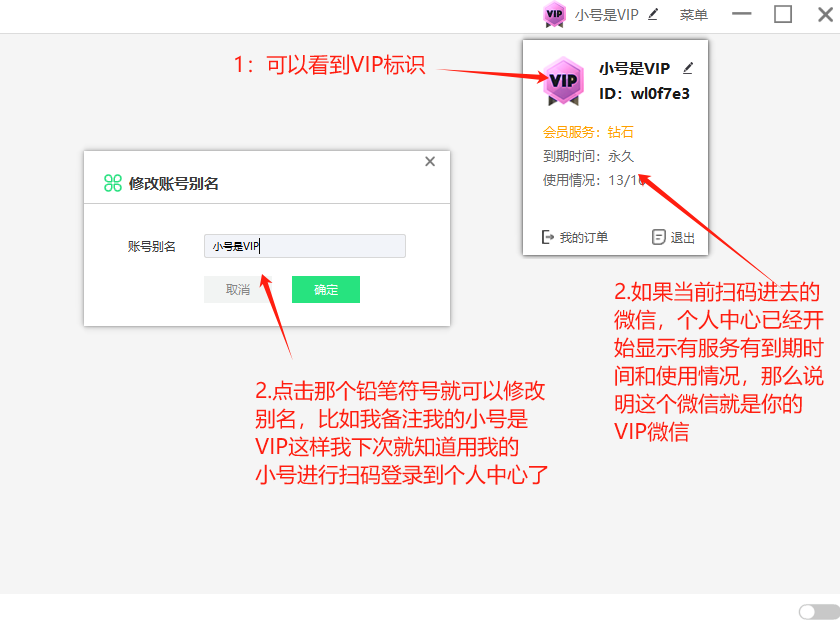 VIP 小号是VIP 菜单
1：可以看到VIP标识
VIP 小号是VIP
ID：wl0f7e3
会员服务：钻石
到期时间：永久
使用情况：13/10
我的订单 退出
修改账号别名
账号别名 小号是VIP
取消 确定
2.点击那个铅笔符号就可以修改
别名，比如我备注我的小号是
VIP这样我下次就知道用我的
小号进行扫码登录到个人中心了
2.如果当前扫码进去的
微信，个人中心已经开
始显示有服务有到期时
间和使用情况，那么说
明这个微信就是你的
VIP微信